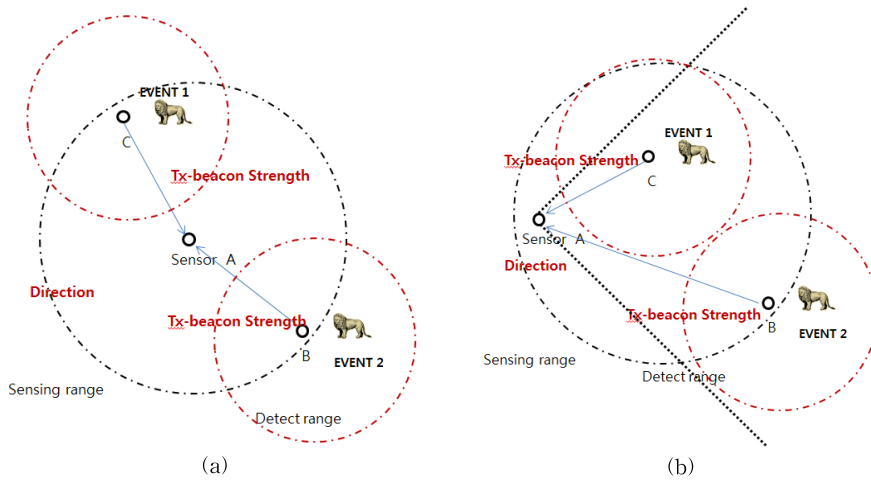 EVENT 1
C
Tx-beacon Strength
Sensor A
Direction
Tx-beacon Strength
B
EVENT 2
Sensing range
Detect range
(a)
EVENT 1
Tx-beacon Strength
C
Sensor A
Direction
Tx-beacon Strength
B
EVENT 2
Sensing range
Detect range
(b)